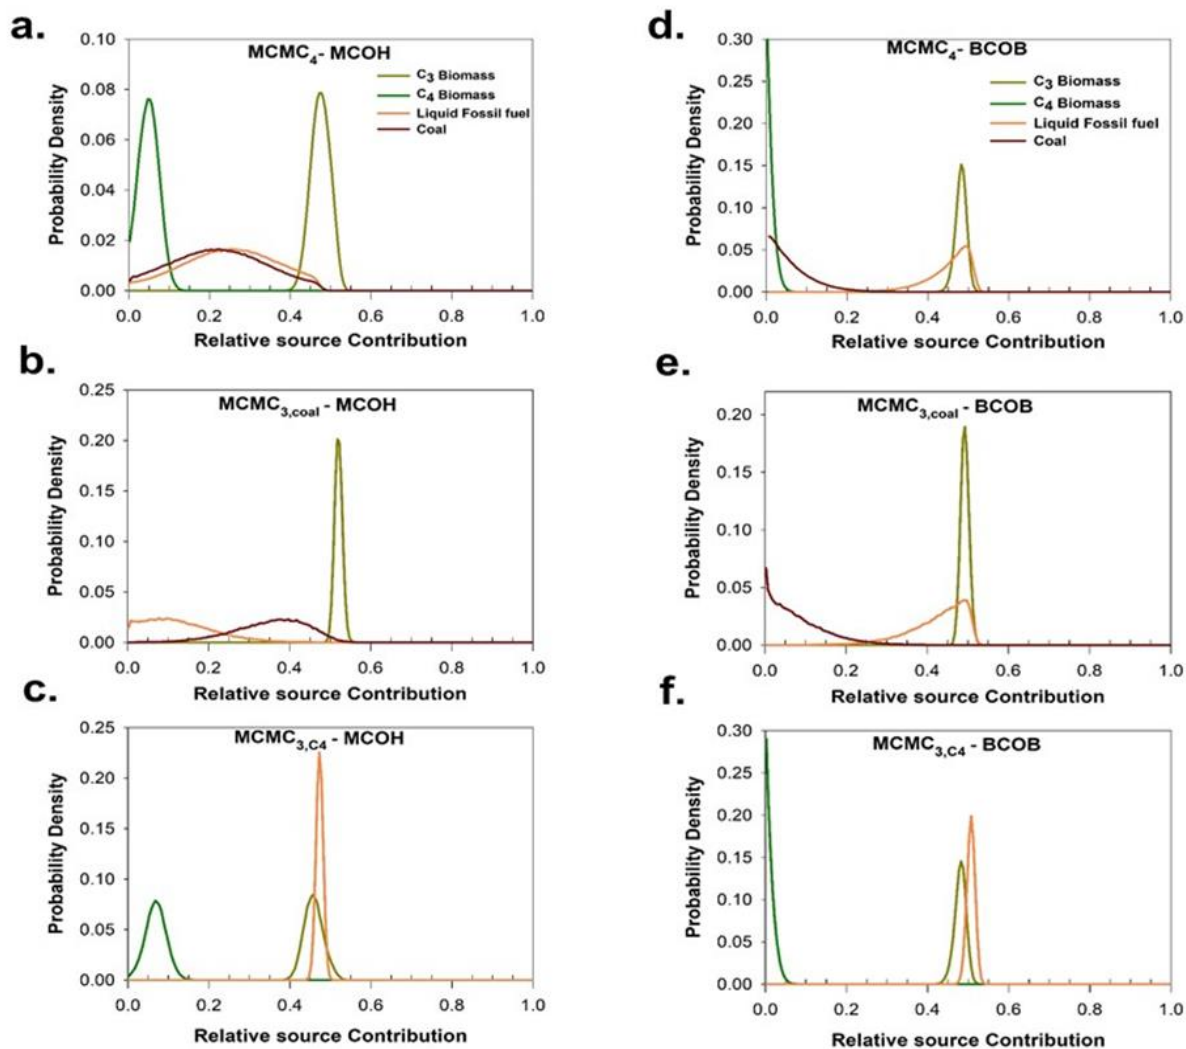 a.
MCMC4- MCOH
C3 Biomass
C4 Biomass
Liquid Fossil fuel
Coal
Probability Density
0.10
0.08
0.06
0.04
0.02
0.00
0.0 0.2 0.4 0.6 0.8 1.0
Relative source Contribution
d.
MCMC4- BCOB
C3 Biomass
C4 Biomass
Liquid Fossil fuel
Coal
Probability Density
0.30
0.25
0.20
0.15
0.10
0.05
0.00
0.0 0.2 0.4 0.6 0.8 1.0
Relative source Contribution
b.
MCMC3,coal - MCOH
Probability Density
0.25
0.20
0.15
0.10
0.05
0.00
0.0 0.2 0.4 0.6 0.8 1.0
Relative source Contribution
e.
MCMC3,coal - BCOB
Probability Density
0.20
0.15
0.10
0.05
0.00
0.0 0.2 0.4 0.6 0.8 1.0
Relative source Contribution
c.
MCMC3,C4 - MCOH
Probability Density
0.25
0.20
0.15
0.10
0.05
0.00
0.0 0.2 0.4 0.6 0.8 1.0
Relative source Contribution
f.
MCMC3,C4 - BCOB
Probability Density
0.30
0.25
0.20
0.15
0.10
0.05
0.00
0.0 0.2 0.4 0.6 0.8 1.0
Relative source Contribution